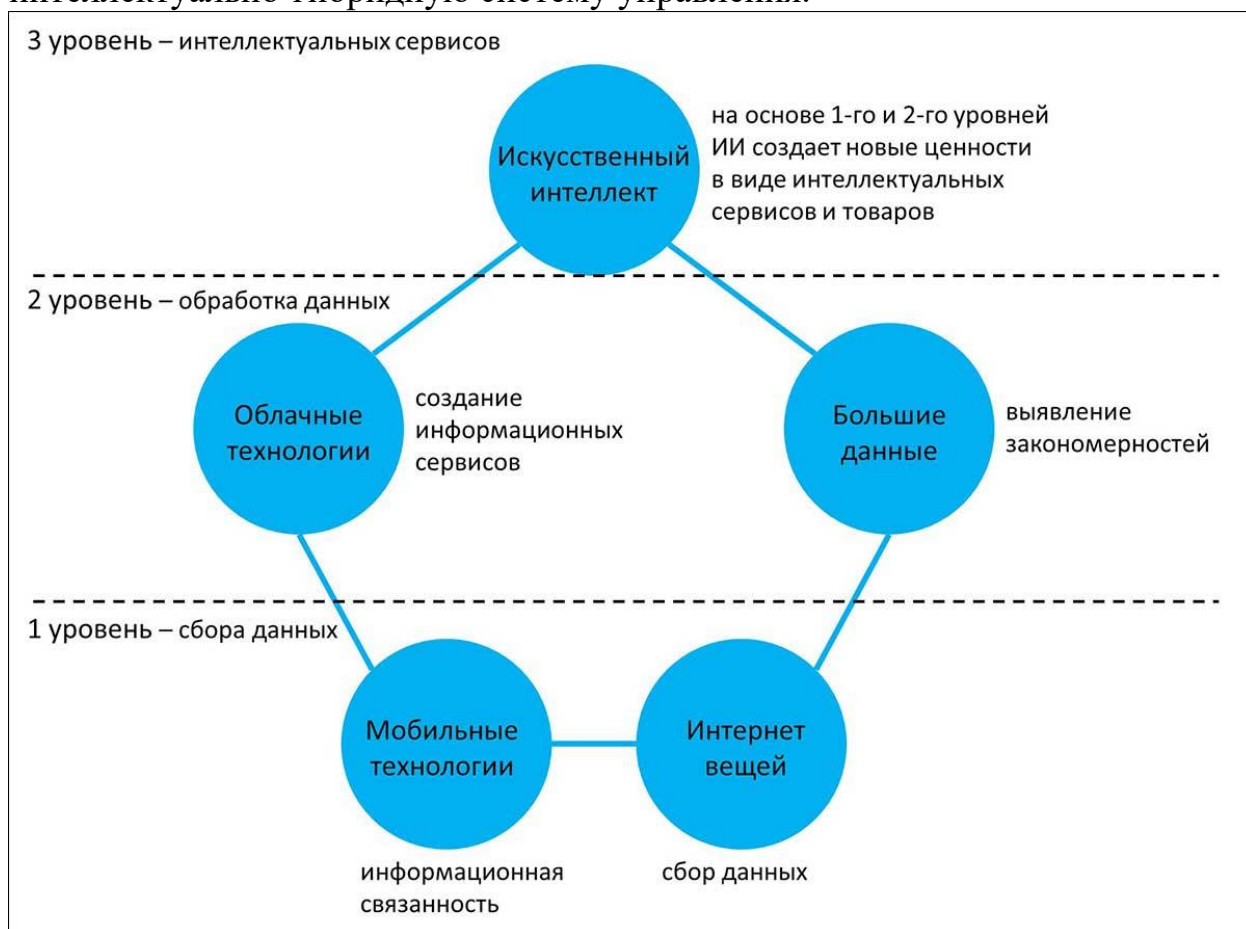 интеллектуально-гибридную систему управления.
3 уровень – интеллектуальных сервисов
Искусственный
интеллект
на основе 1-го и 2-го уровней
ИИ создает новые ценности
в виде интеллектуальных
сервисов и товаров
2 уровень – обработка данных
Облачные
технологии
создание
информационных
сервисов
Большие
данные
выявление
закономерностей
1 уровень – сбора данных
Мобильные
технологии
Интернет
вещей
информационная
связанность
сбор данных